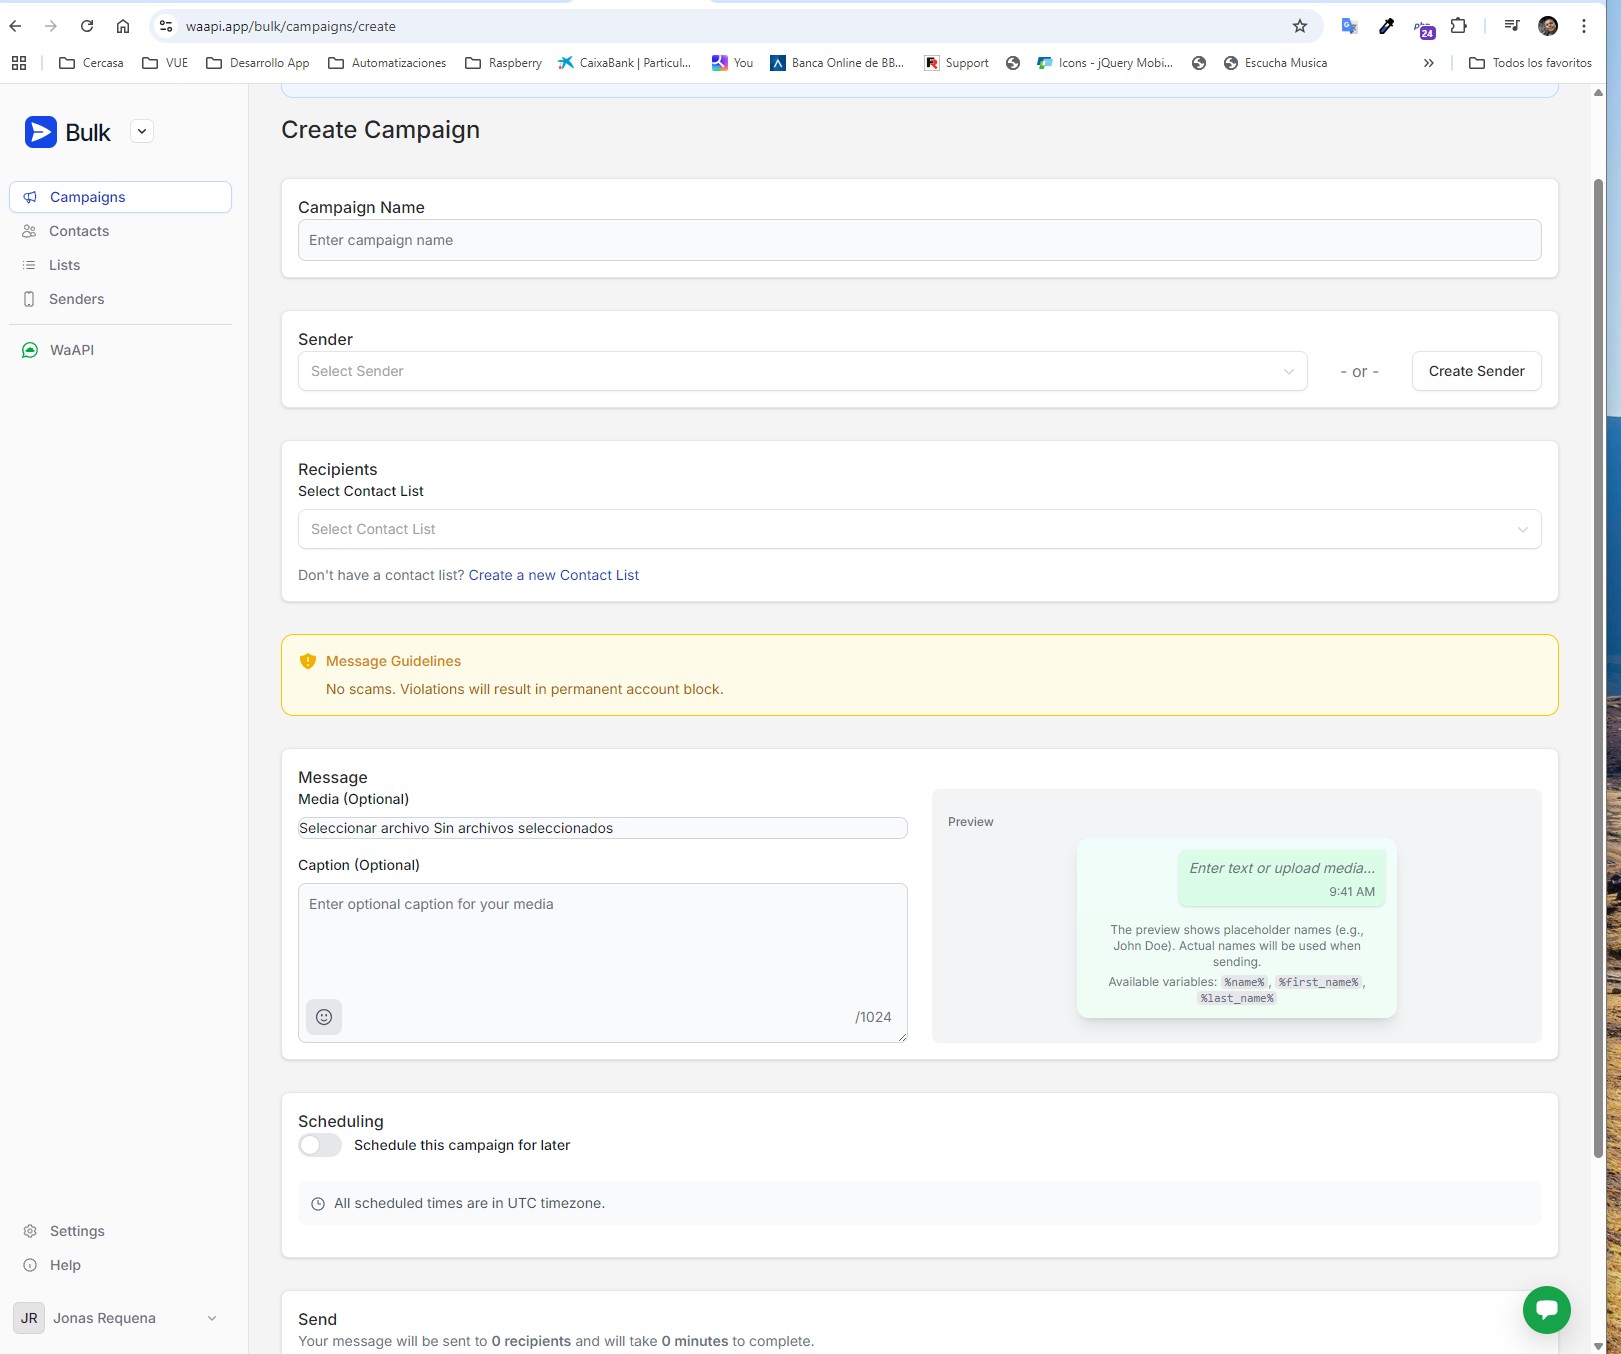 waapi.app/bulk/campaigns/create
24
Cercasa
VUE
Desarrollo App
Automatizaciones
Raspberry
CaixaBank | Particul...
You
Banca Online de BB...
Support
Icons - jQuery Mobi...
Escucha Musica
Todos los favoritos
Bulk
Campaigns
Contacts
Lists
Senders
WaAPI
Create Campaign
Campaign Name
Enter campaign name
Sender
Select Sender
- or -
Create Sender
Recipients
Select Contact List
Select Contact List
Don't have a contact list? Create a new Contact List
Message Guidelines
No scams. Violations will result in permanent account block.
Message
Media (Optional)
Seleccionar archivo Sin archivos seleccionados
Caption (Optional)
Enter optional caption for your media
/1024
Preview
Enter text or upload media...
9:41 AM
The preview shows placeholder names (e.g.,
John Doe). Actual names will be used when
sending.
Available variables: %name%, %first_name%,
%last_name%
Scheduling
Schedule this campaign for later
All scheduled times are in UTC timezone.
Send
Your message will be sent to 0 recipients and will take 0 minutes to complete.
Settings
Help
JR Jonas Requena